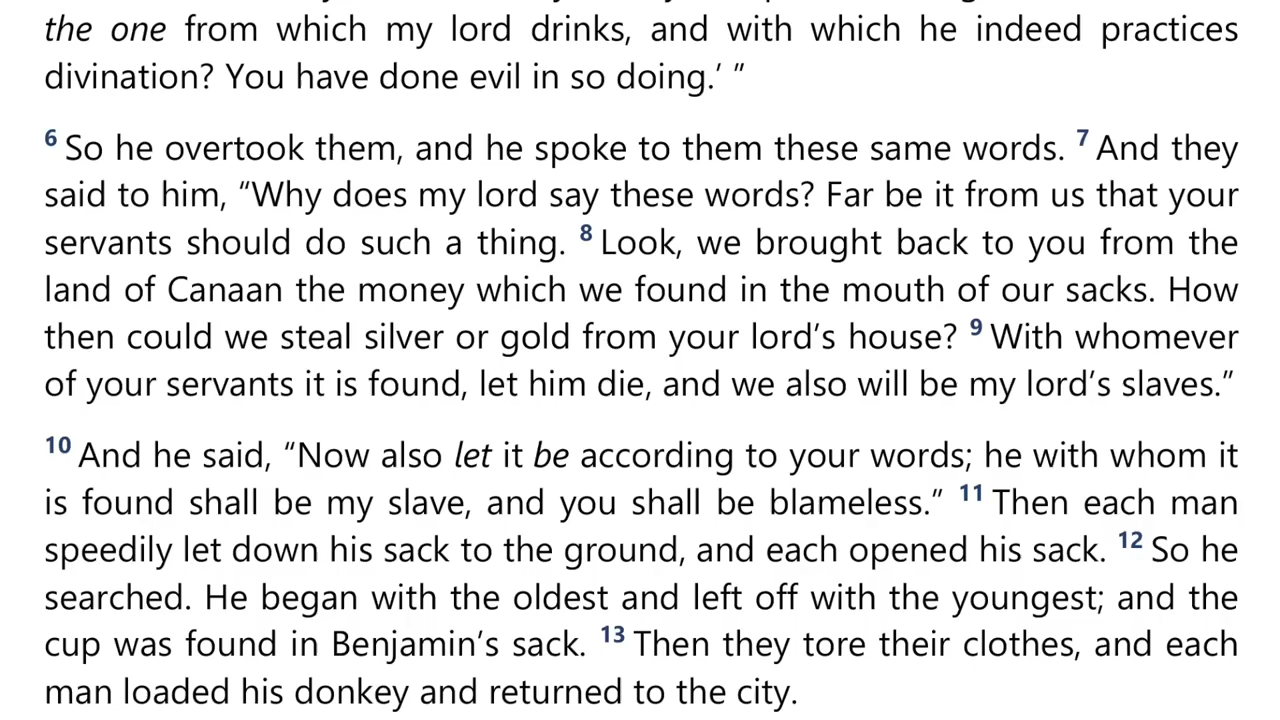 the one from which my lord drinks, and with which he indeed practices
divination? You have done evil in so doing.’ ”
6 So he overtook them, and he spoke to them these same words. 7 And they
said to him, “Why does my lord say these words? Far be it from us that your
servants should do such a thing. 8 Look, we brought back to you from the
land of Canaan the money which we found in the mouth of our sacks. How
then could we steal silver or gold from your lord’s house? 9 With whomever
of your servants it is found, let him die, and we also will be my lord’s slaves.”
10 And he said, “Now also let it be according to your words; he with whom it
is found shall be my slave, and you shall be blameless.” 11 Then each man
speedily let down his sack to the ground, and each opened his sack. 12 So he
searched. He began with the oldest and left off with the youngest; and the
cup was found in Benjamin’s sack. 13 Then they tore their clothes, and each
man loaded his donkey and returned to the city.